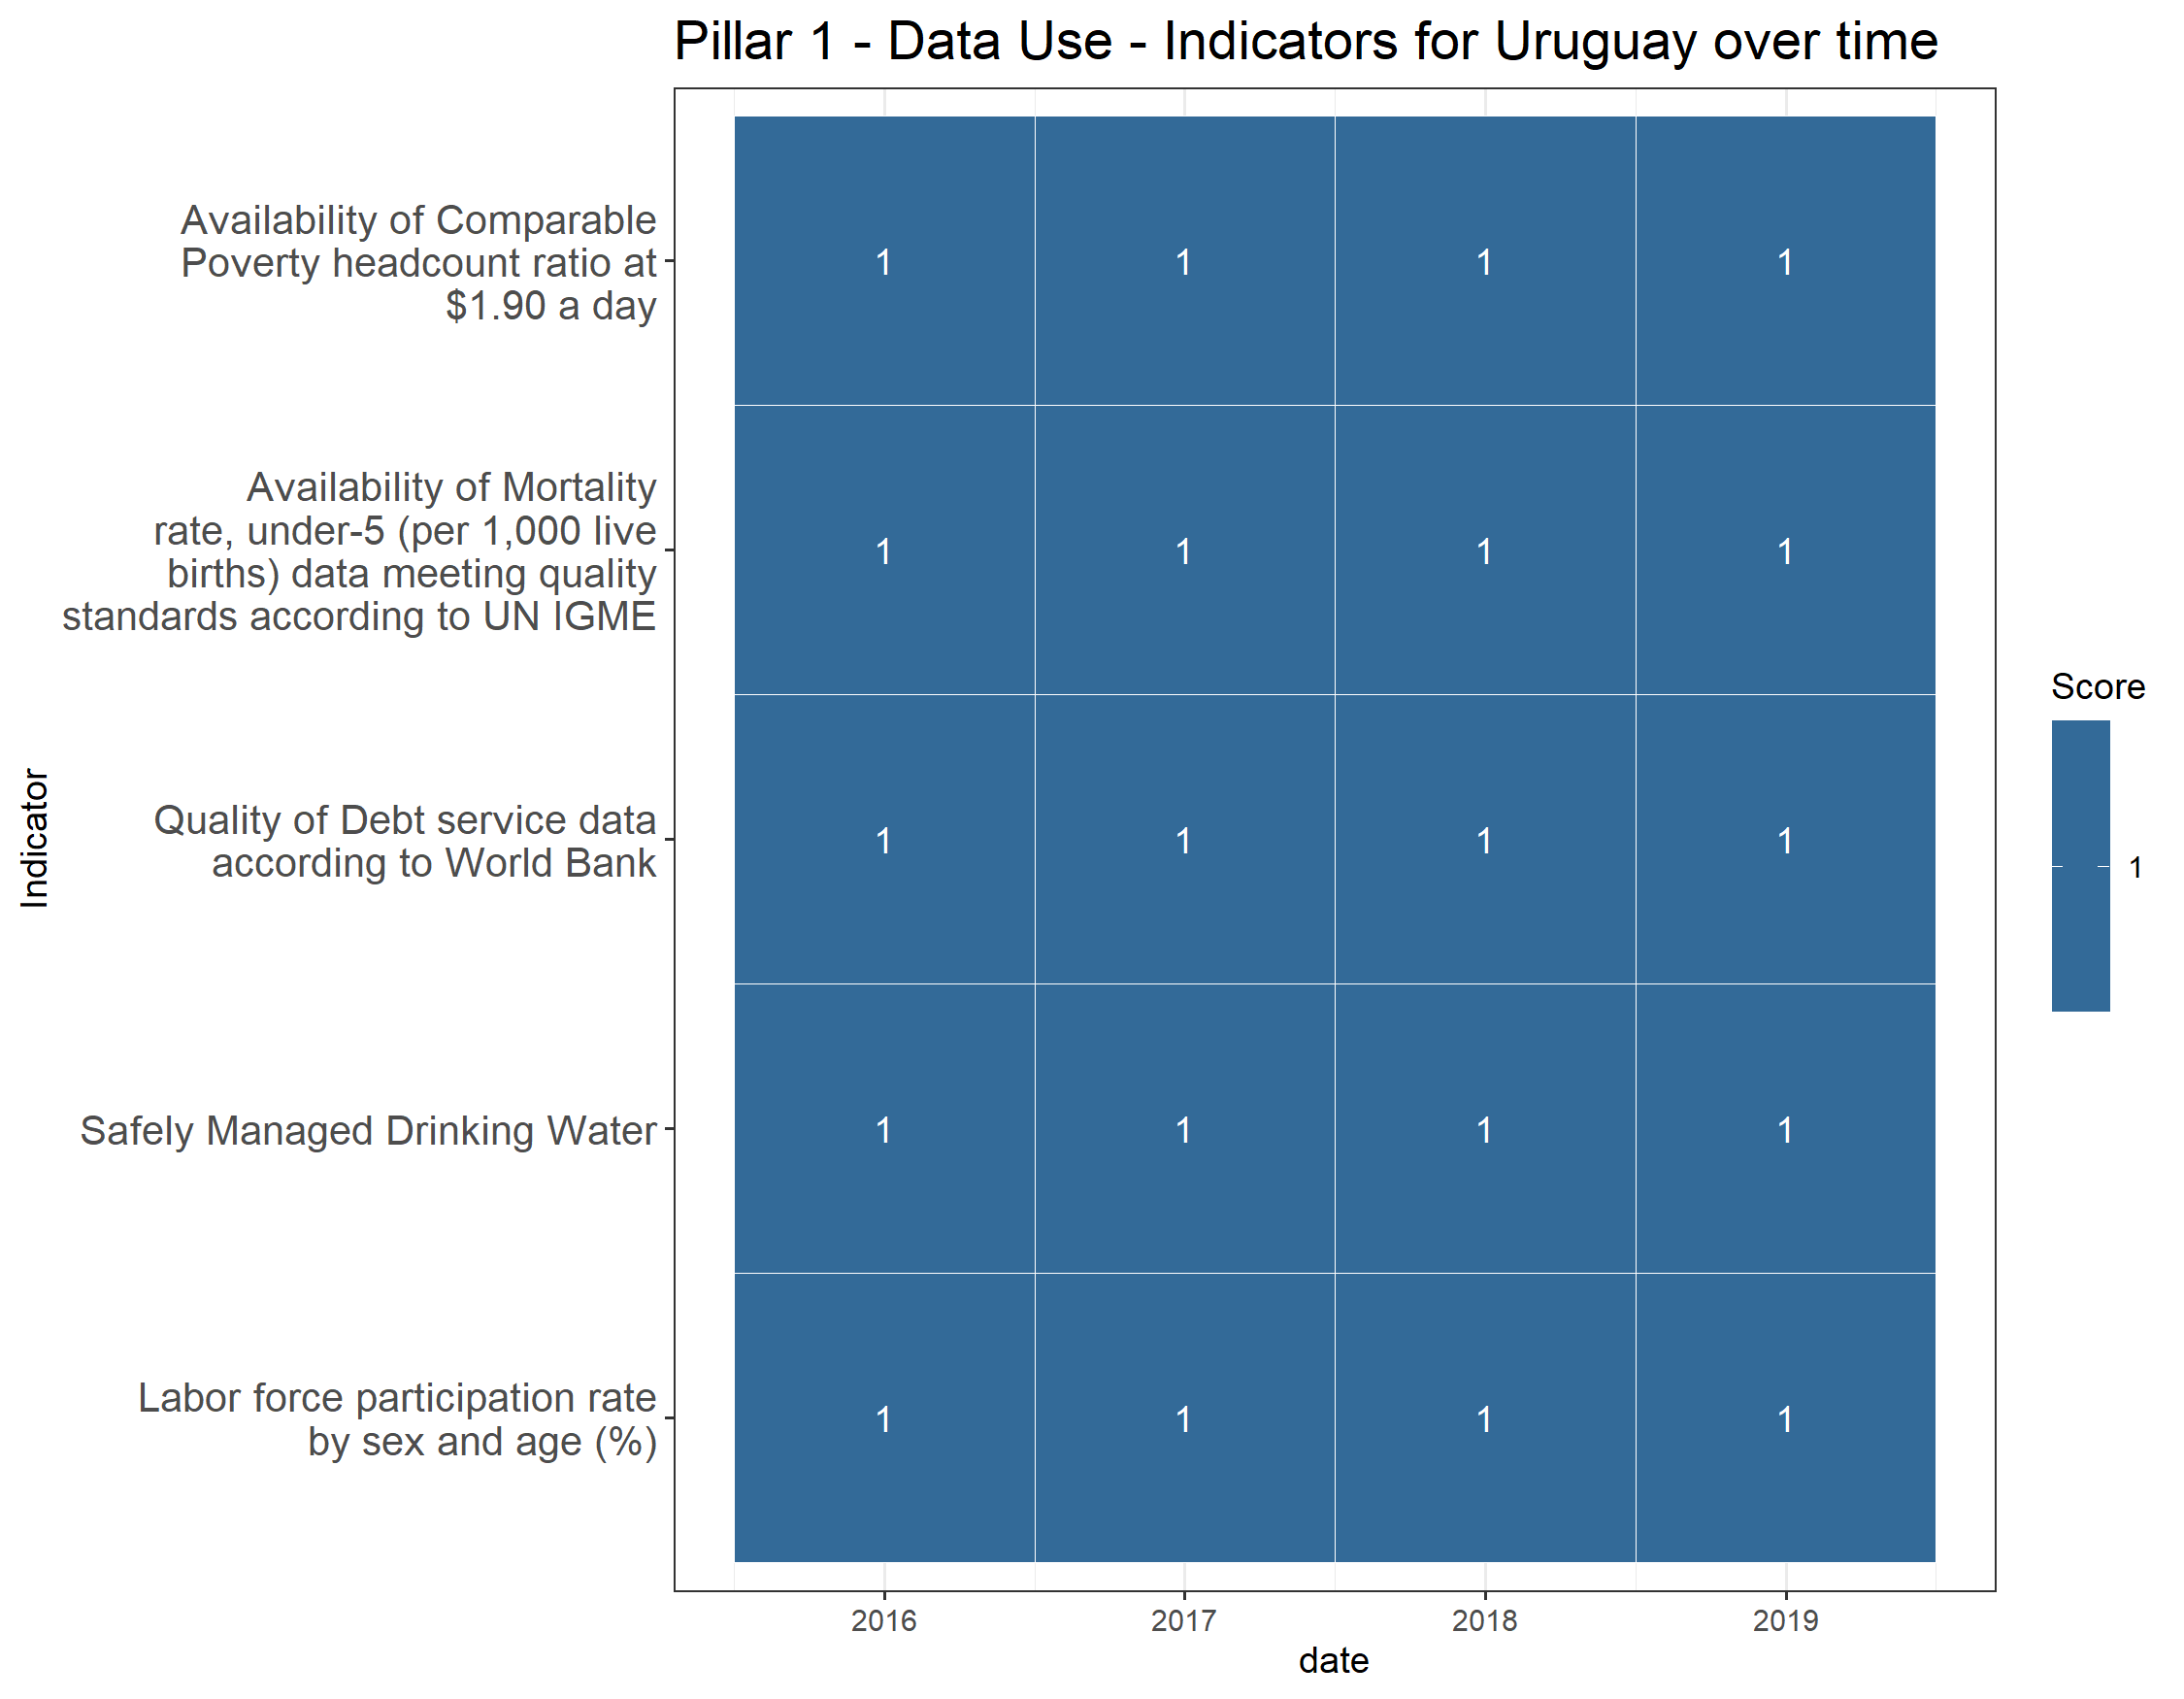 Pillar 1 - Data Use - Indicators for Uruguay over time
Indicator
Availability of Comparable
Poverty headcount ratio at
$1.90 a day
1 1 1 1
Availability of Mortality
rate, under-5 (per 1,000 live
births) data meeting quality
standards according to UN IGME
1 1 1 1
Quality of Debt service data
according to World Bank
1 1 1 1
Safely Managed Drinking Water
1 1 1 1
Labor force participation rate
by sex and age (%)
1 1 1 1
2016 2017 2018 2019
date
Score
1